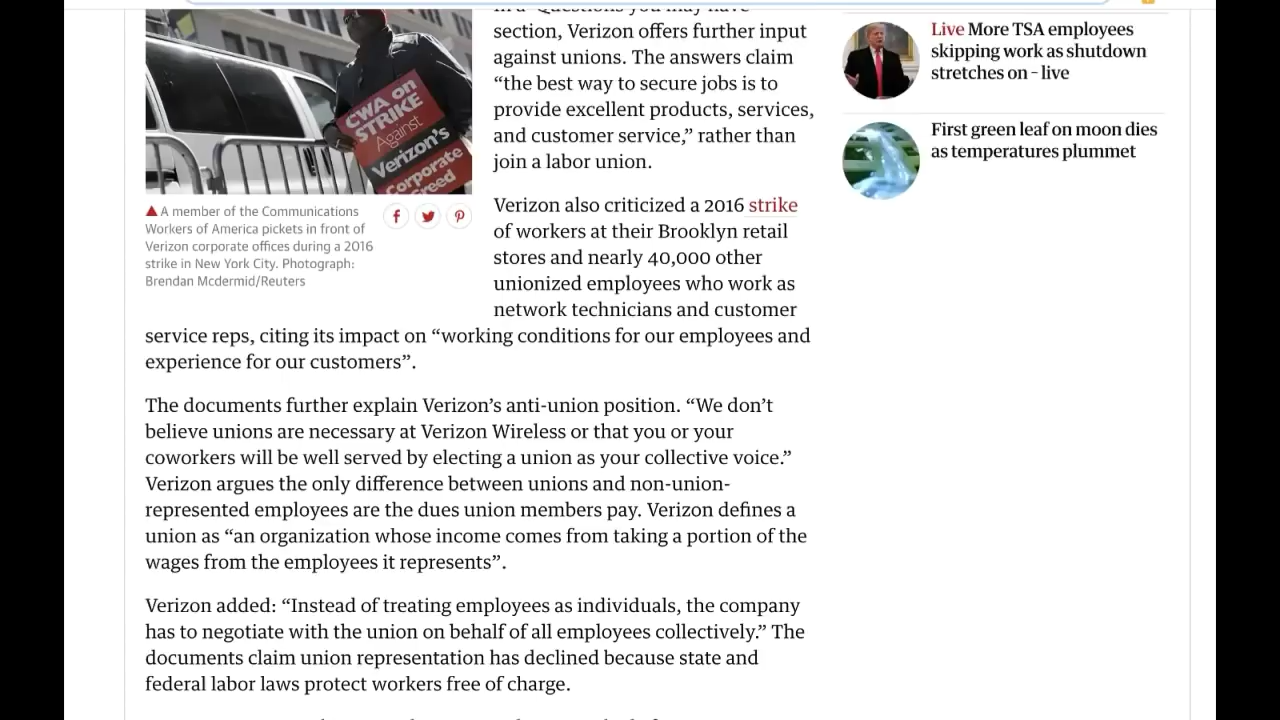 In a "Questions you may have"
section, Verizon offers further input
against unions. The answers claim
“the best way to secure jobs is to
provide excellent products, services,
and customer service,” rather than
join a labor union.
CWA on
STRIKE
Against
Verizon's
Corporate
Greed
▲ A member of the Communications
Workers of America pickets in front of
Verizon corporate offices during a 2016
strike in New York City. Photograph:
Brendan Mcdermid/Reuters
Verizon also criticized a 2016 strike
of workers at their Brooklyn retail
stores and nearly 40,000 other
unionized employees who work as
network technicians and customer
service reps, citing its impact on “working conditions for our employees and
experience for our customers”.
The documents further explain Verizon’s anti-union position. “We don’t
believe unions are necessary at Verizon Wireless or that you or your
coworkers will be well served by electing a union as your collective voice.”
Verizon argues the only difference between unions and non-union-
represented employees are the dues union members pay. Verizon defines a
union as “an organization whose income comes from taking a portion of the
wages from the employees it represents”.
Verizon added: “Instead of treating employees as individuals, the company
has to negotiate with the union on behalf of all employees collectively.” The
documents claim union representation has declined because state and
federal labor laws protect workers free of charge.
Live More TSA employees
skipping work as shutdown
stretches on – live
First green leaf on moon dies
as temperatures plummet